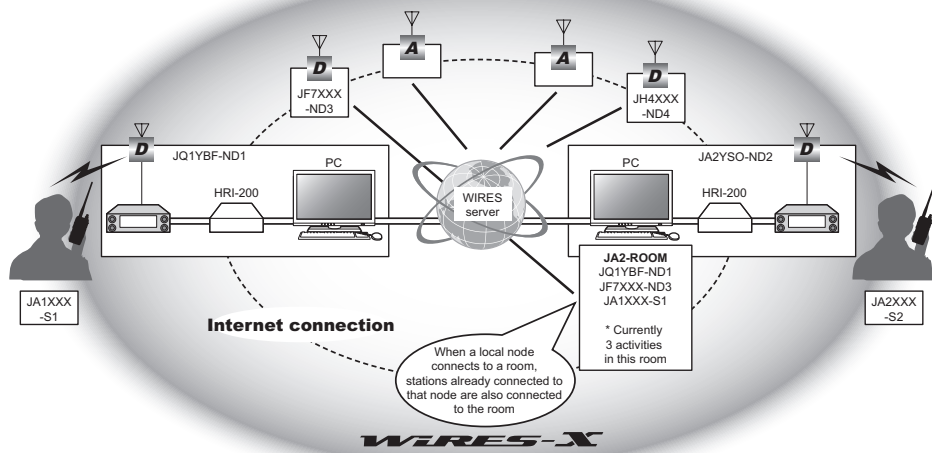 A
A
D
JF7XXX
-ND3
D
JH4XXX
-ND4
D
JQ1YBF-ND1
PC
HRI-200
WIRES
server
JA2YSO-ND2
D
PC
HRI-200
JA1XXX
-S1
JA2XXX
-S2
JA2-ROOM
JQ1YBF-ND1
JF7XXX-ND3
JA1XXX-S1
* Currently
3 activities
in this room
Internet connection
When a local node
connects to a room,
stations already connected to
that node are also connected
to the room
WiRES-X